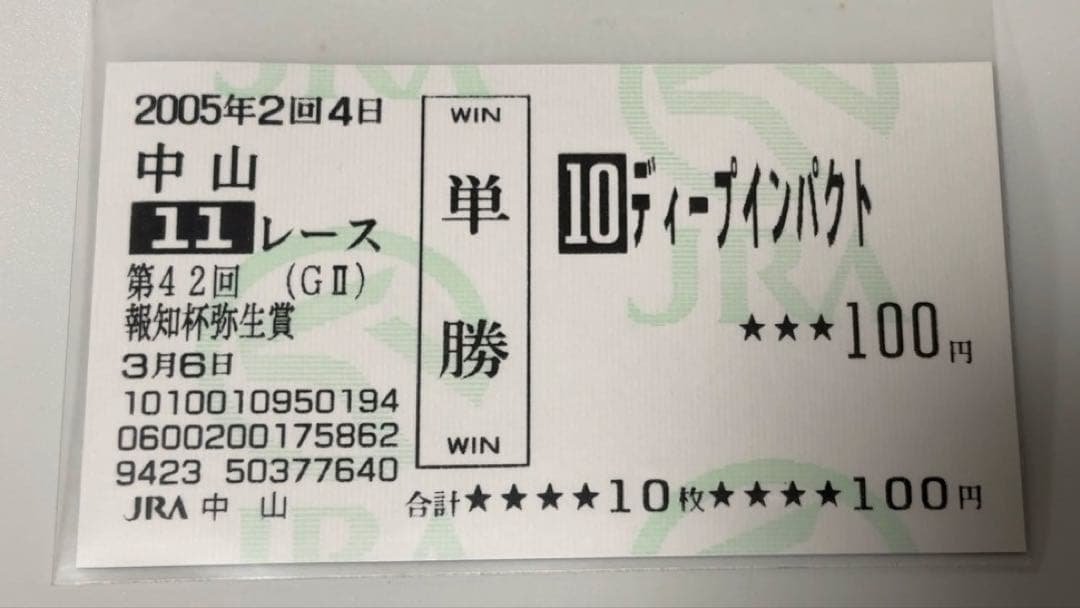 2005年2回4日
中山
11レース
第42回 (GⅡ)
報知杯弥生賞
3月6日
1010010950194
0600200175862
9423 50377640
JRA 中 山
WIN
単勝
WIN
10ディープインパクト
★★★100円
合計★★★★10枚★★★★100円
JRA
JRA
JRA